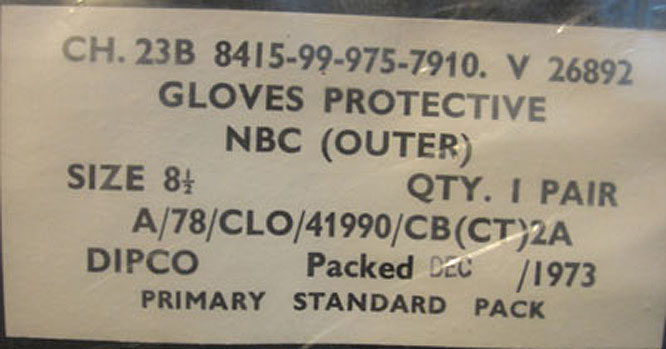 CH. 23B 8415-99-975-7910. V 26892
GLOVES PROTECTIVE
NBC (OUTER)
SIZE 8½ QTY. 1 PAIR
A/78/CLO/41990/CB(CT)2A
DIPCO Packed DEC /1973
PRIMARY STANDARD PACK